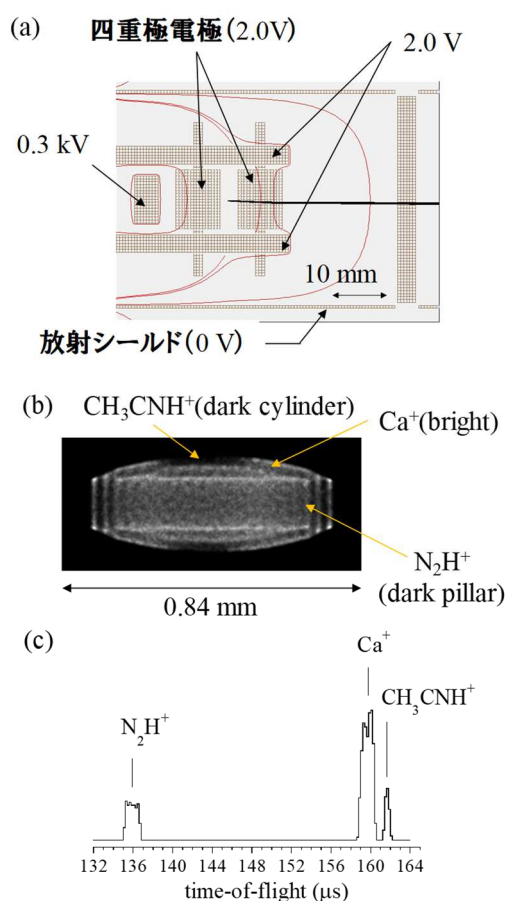 (a)
四重極電極(2.0V)
2.0 V
0.3 kV
10 mm
放射シールド(0 V)
(b)
CH₃CNH⁺(dark cylinder)
Ca⁺(bright)
N₂H⁺
(dark pillar)
0.84 mm
(c)
Ca⁺
CH₃CNH⁺
N₂H⁺
132 136 140 144 148 152 156 160 164
time-of-flight (μs)